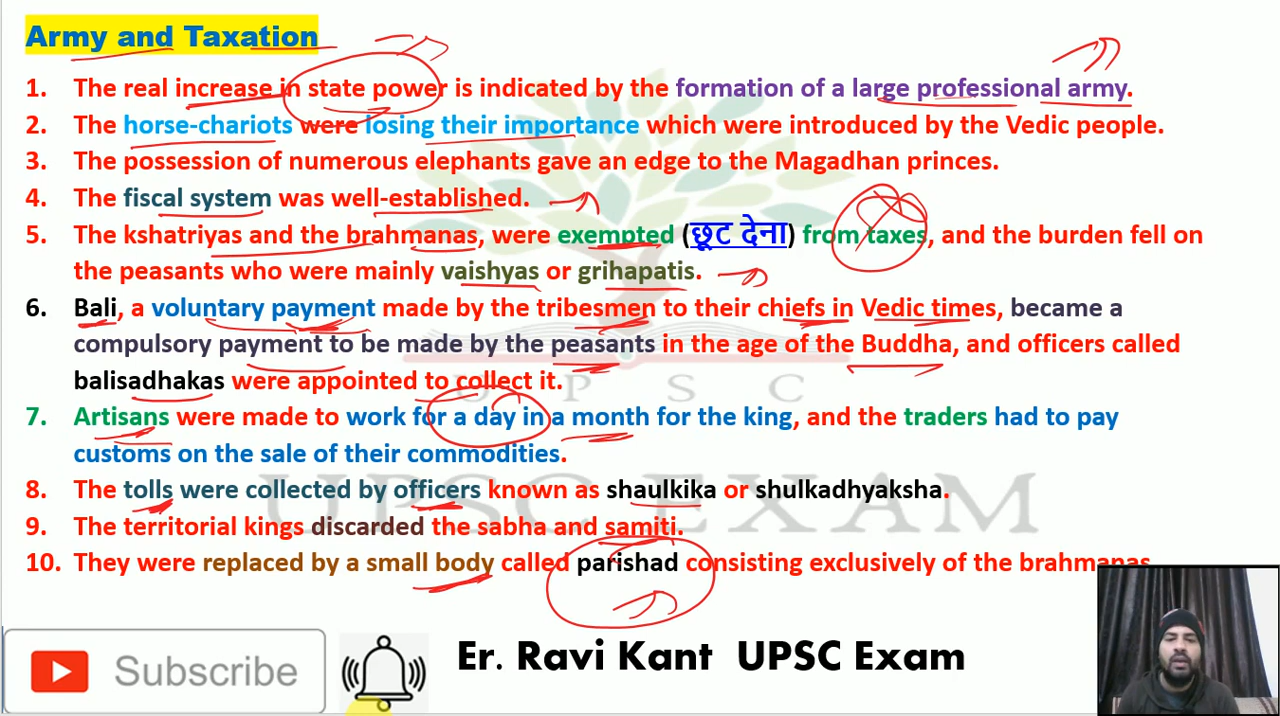 Army and Taxation
1. The real increase in state power is indicated by the formation of a large professional army.
2. The horse-chariots were losing their importance which were introduced by the Vedic people.
3. The possession of numerous elephants gave an edge to the Magadhan princes.
4. The fiscal system was well-established.
5. The kshatriyas and the brahmanas, were exempted (छूट देना) from taxes, and the burden fell on
the peasants who were mainly vaishyas or grihapatis.
6. Bali, a voluntary payment made by the tribesmen to their chiefs in Vedic times, became a
compulsory payment to be made by the peasants in the age of the Buddha, and officers called
balisadhakas were appointed to collect it.
7. Artisans were made to work for a day in a month for the king, and the traders had to pay
customs on the sale of their commodities.
8. The tolls were collected by officers known as shaulkika or shulkadhyaksha.
9. The territorial kings discarded the sabha and samiti.
10. They were replaced by a small body called parishad consisting exclusively of the brahmanas
UPSC
UPSC EXAM
Subscribe
Er. Ravi Kant UPSC Exam